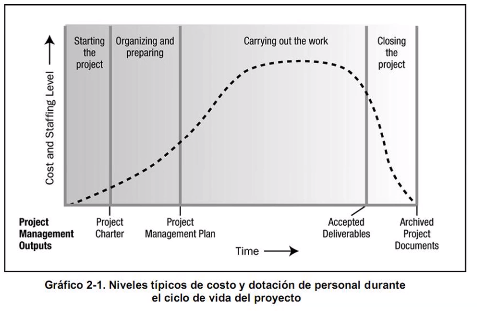 Starting
the
project
Organizing and
preparing
Carrying out the work
Closing
the
project
Cost and Staffing Level
Project
Management
Outputs
Project
Charter
Project
Management Plan
Accepted
Deliverables
Archived
Project
Documents
Time
Gráfico 2-1. Niveles típicos de costo y dotación de personal durante
el ciclo de vida del proyecto